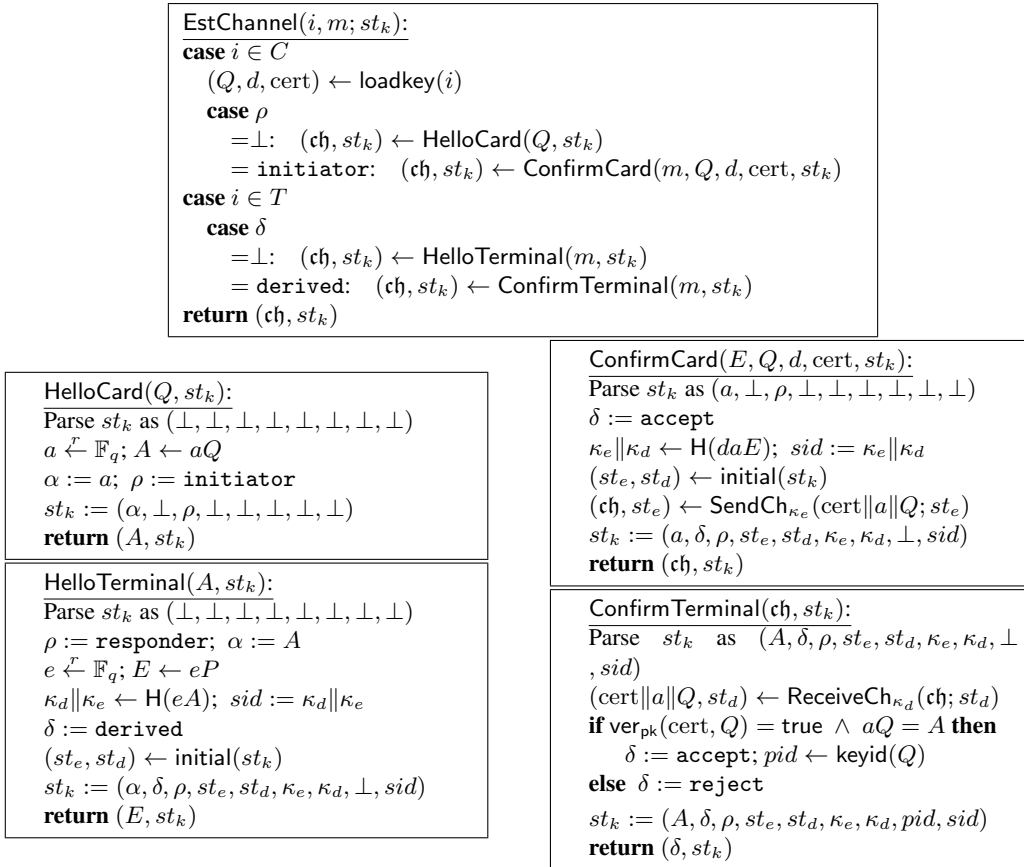 EstChannel(i, m; st_k):
case i ∈ C
(Q, d, cert) ← loadkey(i)
case ρ
=⊥: (𝔠𝔥, st_k) ← HelloCard(Q, st_k)
= initiator: (𝔠𝔥, st_k) ← ConfirmCard(m, Q, d, cert, st_k)
case i ∈ T
case δ
=⊥: (𝔠𝔥, st_k) ← HelloTerminal(m, st_k)
= derived: (𝔠𝔥, st_k) ← ConfirmTerminal(m, st_k)
return (𝔠𝔥, st_k)
HelloCard(Q, st_k):
Parse st_k as (⊥, ⊥, ⊥, ⊥, ⊥, ⊥, ⊥, ⊥)
a ←^r 𝔽_q; A ← aQ
α := a; ρ := initiator
st_k := (α, ⊥, ρ, ⊥, ⊥, ⊥, ⊥, ⊥)
return (A, st_k)
HelloTerminal(A, st_k):
Parse st_k as (⊥, ⊥, ⊥, ⊥, ⊥, ⊥, ⊥, ⊥)
ρ := responder; α := A
e ←^r 𝔽_q; E ← eP
κ_d‖κ_e ← H(eA); sid := κ_d‖κ_e
δ := derived
(st_e, st_d) ← initial(st_k)
st_k := (α, δ, ρ, st_e, st_d, κ_e, κ_d, ⊥, sid)
return (E, st_k)
ConfirmCard(E, Q, d, cert, st_k):
Parse st_k as (a, ⊥, ρ, ⊥, ⊥, ⊥, ⊥, ⊥, ⊥)
δ := accept
κ_e‖κ_d ← H(daE); sid := κ_e‖κ_d
(st_e, st_d) ← initial(st_k)
(𝔠𝔥, st_e) ← SendCh_{κ_e}(cert‖a‖Q; st_e)
st_k := (a, δ, ρ, st_e, st_d, κ_e, κ_d, ⊥, sid)
return (𝔠𝔥, st_k)
ConfirmTerminal(𝔠𝔥, st_k):
Parse st_k as (A, δ, ρ, st_e, st_d, κ_e, κ_d, ⊥
, sid)
(cert‖a‖Q, st_d) ← ReceiveCh_{κ_d}(𝔠𝔥; st_d)
if ver_pk(cert, Q) = true ∧ aQ = A then
δ := accept; pid ← keyid(Q)
else δ := reject
st_k := (A, δ, ρ, st_e, st_d, κ_e, κ_d, pid, sid)
return (δ, st_k)